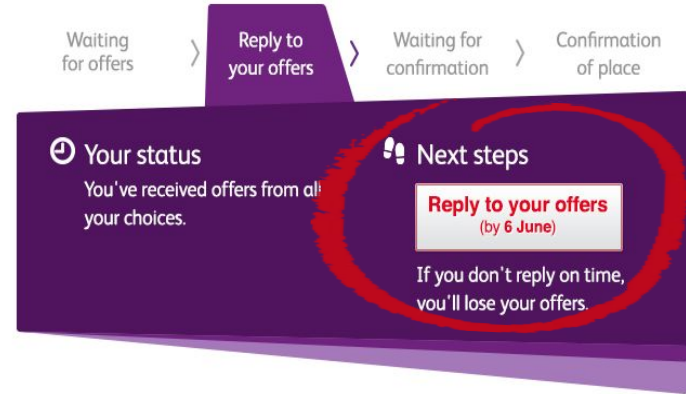 Waiting
for offers
Reply to
your offers
Waiting for
confirmation
Confirmation
of place
Your status
You've received offers from all
your choices.
Next steps
Reply to your offers
(by 6 June)
If you don't reply on time,
you'll lose your offers.